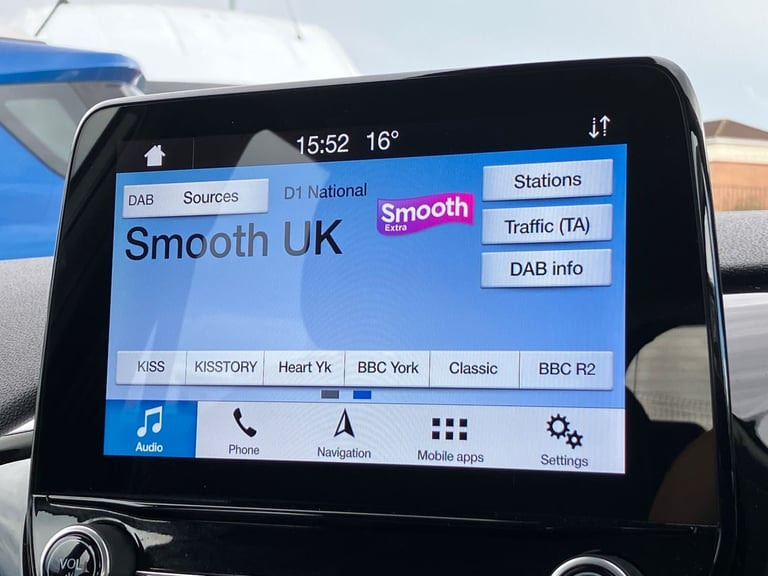 15:52 16°
DAB Sources
D1 National
Smooth
Extra
Stations
Smooth UK
Traffic (TA)
DAB info
KISS
KISSTORY
Heart Yk
BBC York
Classic
BBC R2
Audio
Phone
Navigation
Mobile apps
Settings
VOL